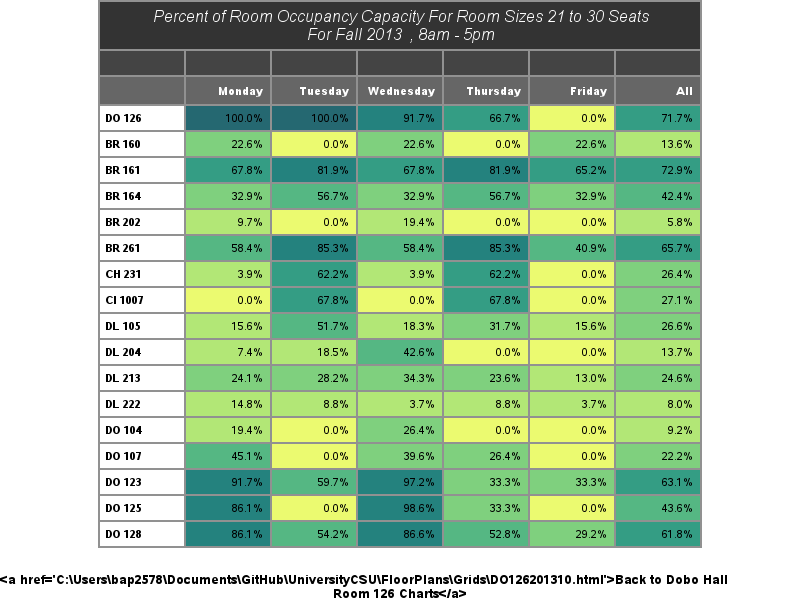 Percent of Room Occupancy Capacity For Room Sizes 21 to 30 Seats
For Fall 2013 , 8am - 5pm
Monday Tuesday Wednesday Thursday Friday All
DO 126 100.0% 100.0% 91.7% 66.7% 0.0% 71.7%
BR 160 22.6% 0.0% 22.6% 0.0% 22.6% 13.6%
BR 161 67.8% 81.9% 67.8% 81.9% 65.2% 72.9%
BR 164 32.9% 56.7% 32.9% 56.7% 32.9% 42.4%
BR 202 9.7% 0.0% 19.4% 0.0% 0.0% 5.8%
BR 261 58.4% 85.3% 58.4% 85.3% 40.9% 65.7%
CH 231 3.9% 62.2% 3.9% 62.2% 0.0% 26.4%
CI 1007 0.0% 67.8% 0.0% 67.8% 0.0% 27.1%
DL 105 15.6% 51.7% 18.3% 31.7% 15.6% 26.6%
DL 204 7.4% 18.5% 42.6% 0.0% 0.0% 13.7%
DL 213 24.1% 28.2% 34.3% 23.6% 13.0% 24.6%
DL 222 14.8% 8.8% 3.7% 8.8% 3.7% 8.0%
DO 104 19.4% 0.0% 26.4% 0.0% 0.0% 9.2%
DO 107 45.1% 0.0% 39.6% 26.4% 0.0% 22.2%
DO 123 91.7% 59.7% 97.2% 33.3% 33.3% 63.1%
DO 125 86.1% 0.0% 98.6% 33.3% 0.0% 43.6%
DO 128 86.1% 54.2% 86.6% 52.8% 29.2% 61.8%
<a href='C:\Users\bap2578\Documents\GitHub\UniversityCSU\FloorPlans\Grids\DO126201310.html'>Back to Dobo Hall
Room 126 Charts</a>